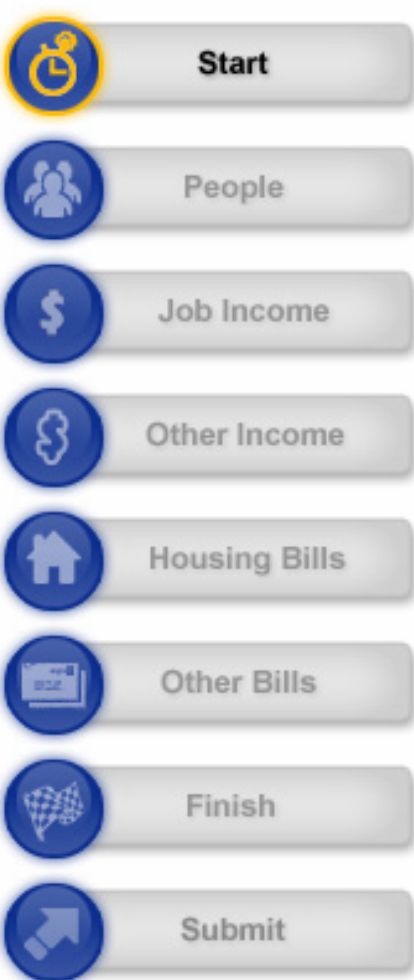 Start
People
Job Income
Other Income
Housing Bills
Other Bills
Finish
Submit